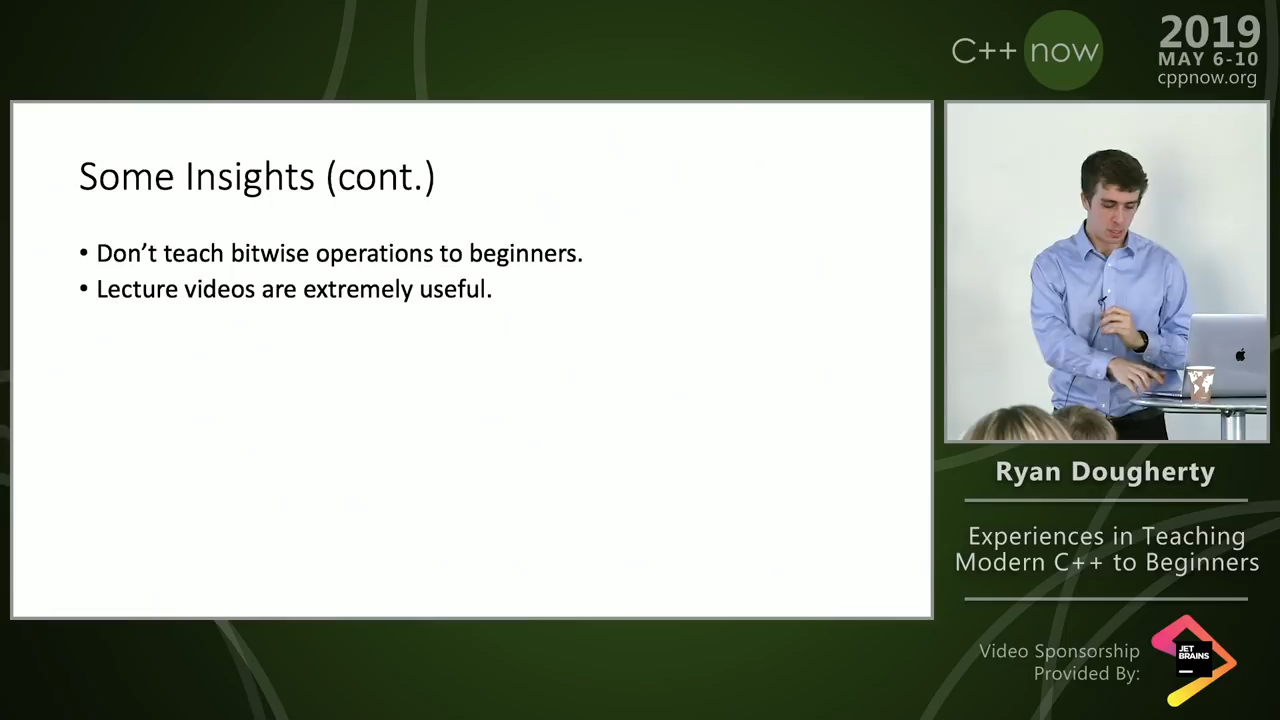 C++ now
2019
MAY 6-10
cppnow.org
Some Insights (cont.)
• Don’t teach bitwise operations to beginners.
• Lecture videos are extremely useful.
Ryan Dougherty
Experiences in Teaching
Modern C++ to Beginners
Video Sponsorship
Provided By:
JET
BRAINS